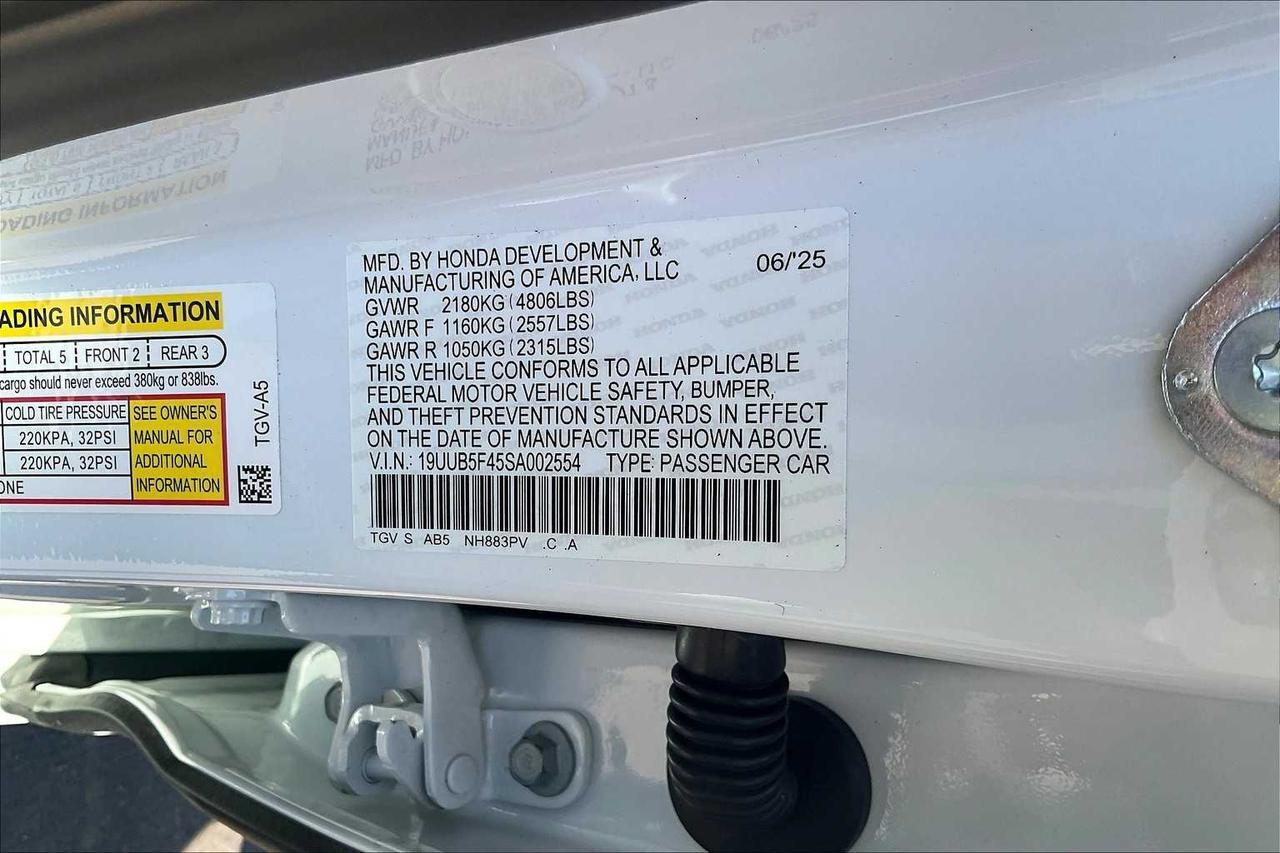 ADING INFORMATION
TOTAL 5 FRONT 2 REAR 3
cargo should never exceed 380kg or 838lbs.
COLD TIRE PRESSURE
220KPA, 32PSI
220KPA, 32PSI
ONE
SEE OWNER'S
MANUAL FOR
ADDITIONAL
INFORMATION
TGV-A5
MFD. BY HONDA DEVELOPMENT &
MANUFACTURING OF AMERICA, LLC
06/'25
GVWR 2180KG (4806LBS)
GAWR F 1160KG (2557LBS)
GAWR R 1050KG (2315LBS)
THIS VEHICLE CONFORMS TO ALL APPLICABLE
FEDERAL MOTOR VEHICLE SAFETY, BUMPER,
AND THEFT PREVENTION STANDARDS IN EFFECT
ON THE DATE OF MANUFACTURE SHOWN ABOVE.
V.I.N.: 19UUB5F45SA002554 TYPE: PASSENGER CAR
TGV S AB5 NH883PV .C .A